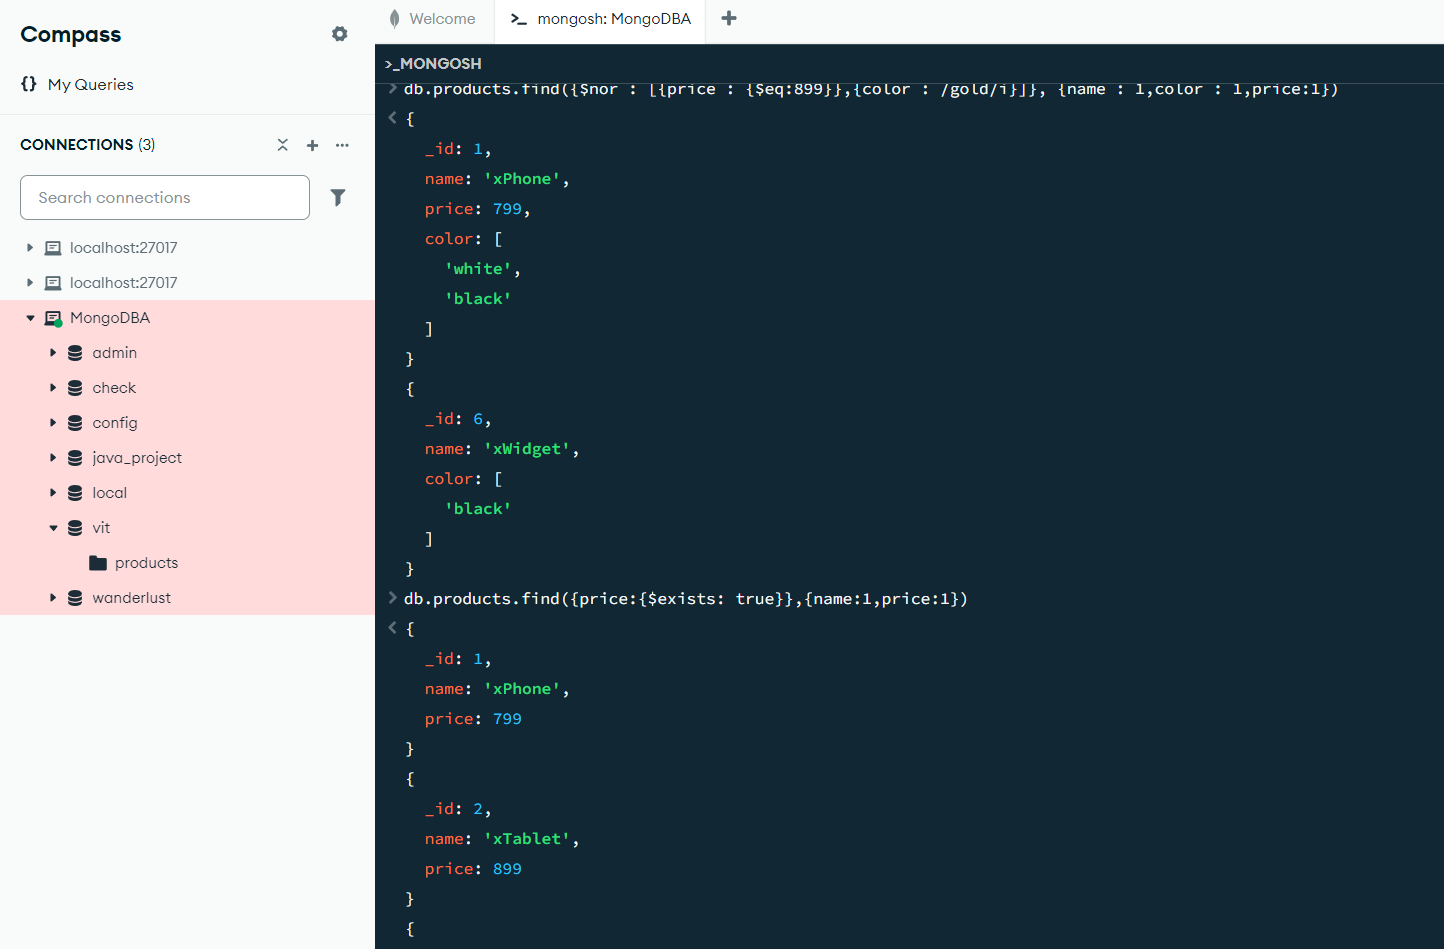 Compass
{} My Queries
CONNECTIONS (3)
Search connections
localhost:27017
localhost:27017
MongoDBA
admin
check
config
java_project
local
vit
products
wanderlust
Welcome
>_ mongosh: MongoDBA
>_MONGOSH
> db.products.find({$nor : [{price : {$eq:899}},{color : /gold/i}]}, {name : 1,color : 1,price:1})
< {
_id: 1,
name: 'xPhone',
price: 799,
color: [
'white',
'black'
]
}
{
_id: 6,
name: 'xWidget',
color: [
'black'
]
}
> db.products.find({price:{$exists: true}},{name:1,price:1})
< {
_id: 1,
name: 'xPhone',
price: 799
}
{
_id: 2,
name: 'xTablet',
price: 899
}
{